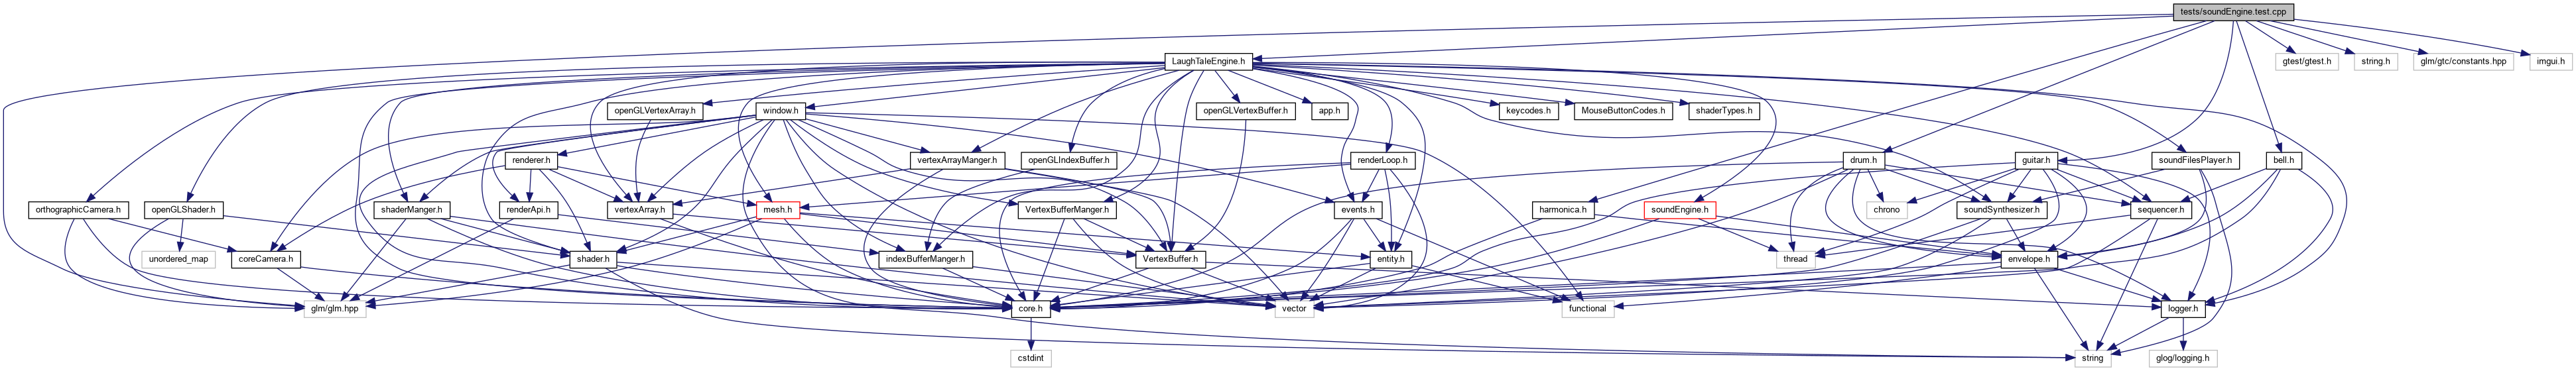 tests/soundEngine.test.cpp
LaughTaleEngine.h
gtest/gtest.h
string.h
glm/gtc/constants.hpp
imgui.h
openGLVertexArray.h
window.h
openGLVertexBuffer.h
app.h
keycodes.h
MouseButtonCodes.h
shaderTypes.h
renderer.h
vertexArrayManger.h
openGLIndexBuffer.h
renderLoop.h
drum.h
guitar.h
soundFilesPlayer.h
bell.h
orthographicCamera.h
openGLShader.h
shaderManger.h
renderApi.h
vertexArray.h
mesh.h
VertexBufferManger.h
events.h
harmonica.h
soundEngine.h
chrono
soundSynthesizer.h
sequencer.h
unordered_map
coreCamera.h
shader.h
indexBufferManger.h
VertexBuffer.h
entity.h
thread
envelope.h
glm/glm.hpp
core.h
vector
functional
logger.h
cstdint
string
glog/logging.h